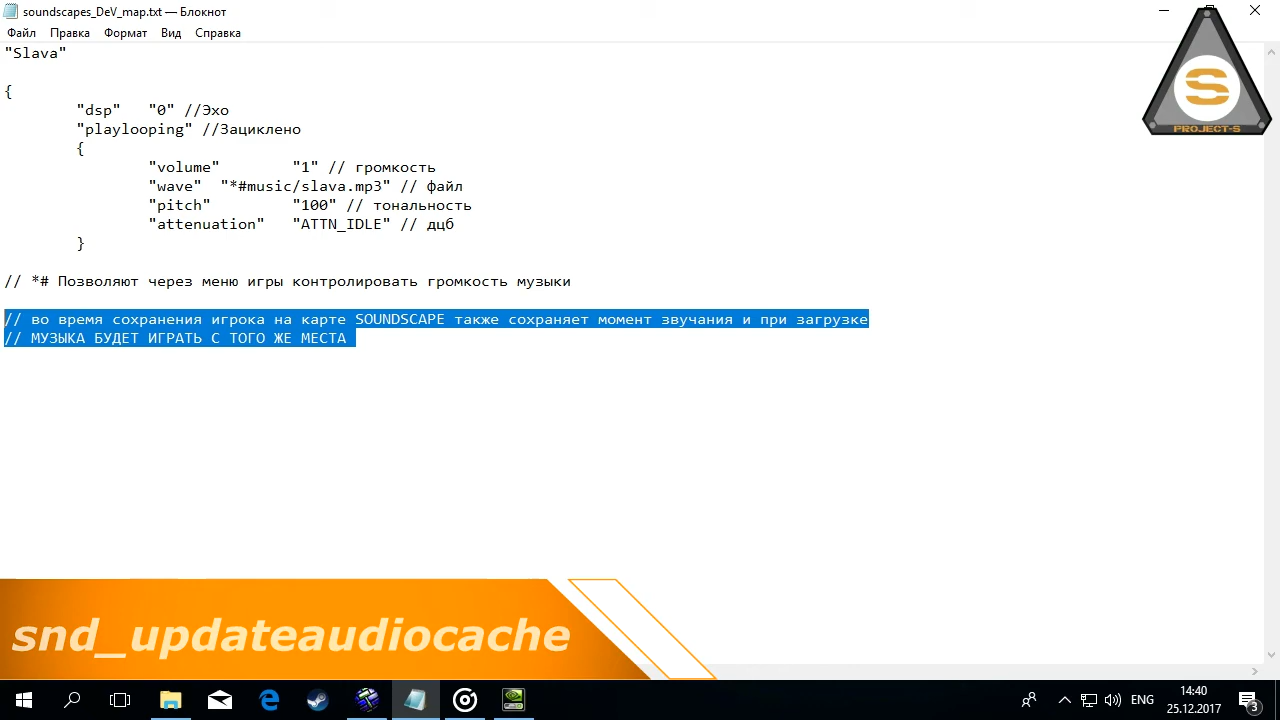 soundscapes_DeV_map.txt — Блокнот
Файл Правка Формат Вид Справка
"Slava"
{
"dsp" "0" //Эхо
"playlooping" //Зациклено
{
"volume" "1" // громкость
"wave" "*#music/slava.mp3" // файл
"pitch" "100" // тональность
"attenuation" "ATTN_IDLE" // дцб
}
// *# Позволяют через меню игры контролировать громкость музыки
// во время сохранения игрока на карте SOUNDSCAPE также сохраняет момент звучания и при загрузке
// МУЗЫКА БУДЕТ ИГРАТЬ С ТОГО ЖЕ МЕСТА
S
PROJECT-S
snd_updateaudiocache
ENG
14:40
25.12.2017
3